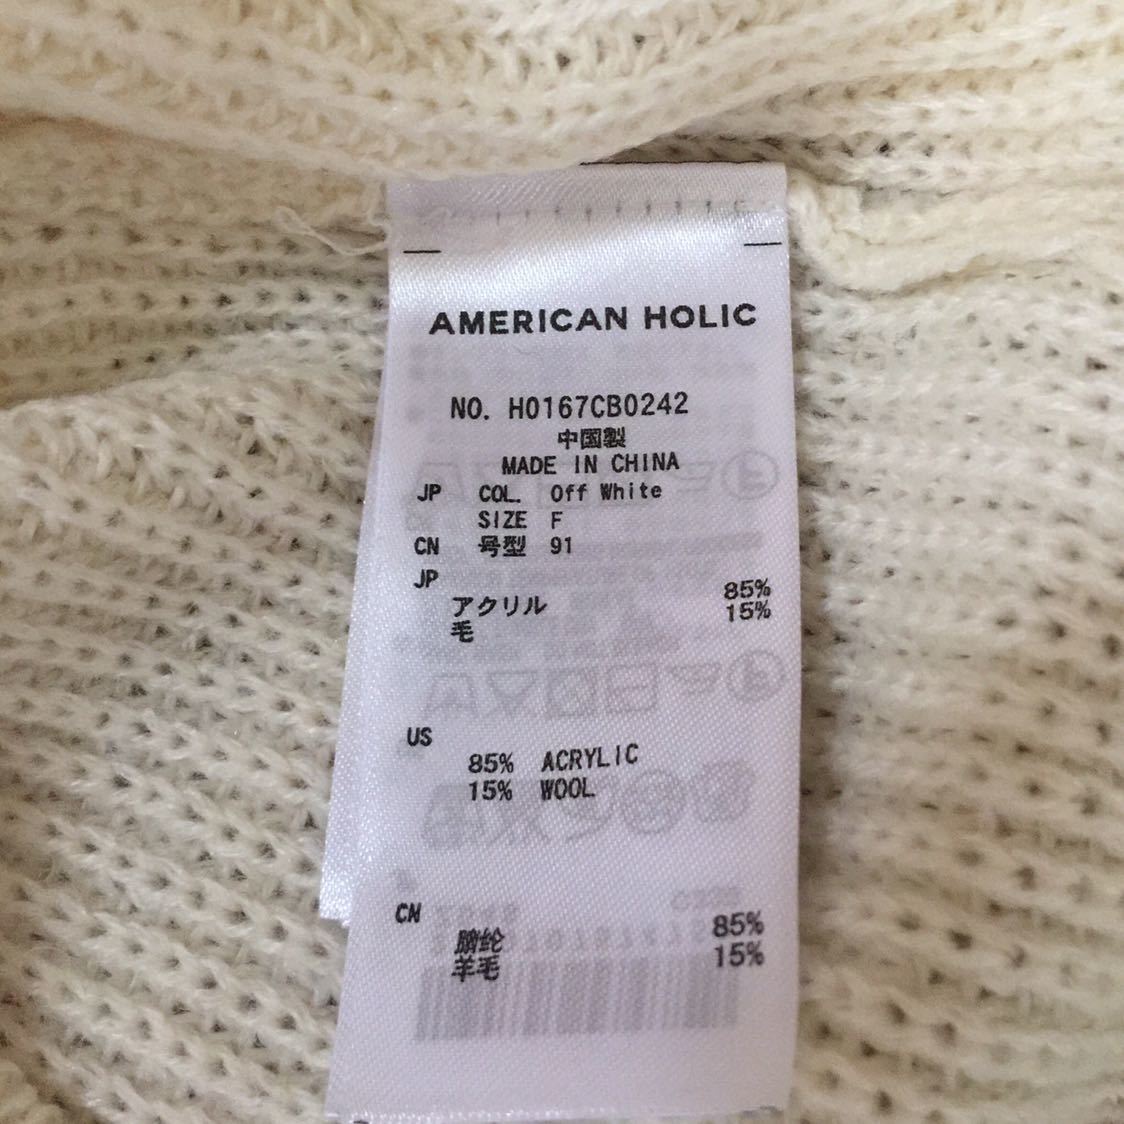 AMERICAN HOLIC
NO. H0167CB0242
中国製
MADE IN CHINA
JP COL. Off White
SIZE F
CN 号型 91
JP
アクリル 85%
毛 15%
US
85% ACRYLIC
15% WOOL
CN
腈纶 85%
羊毛 15%